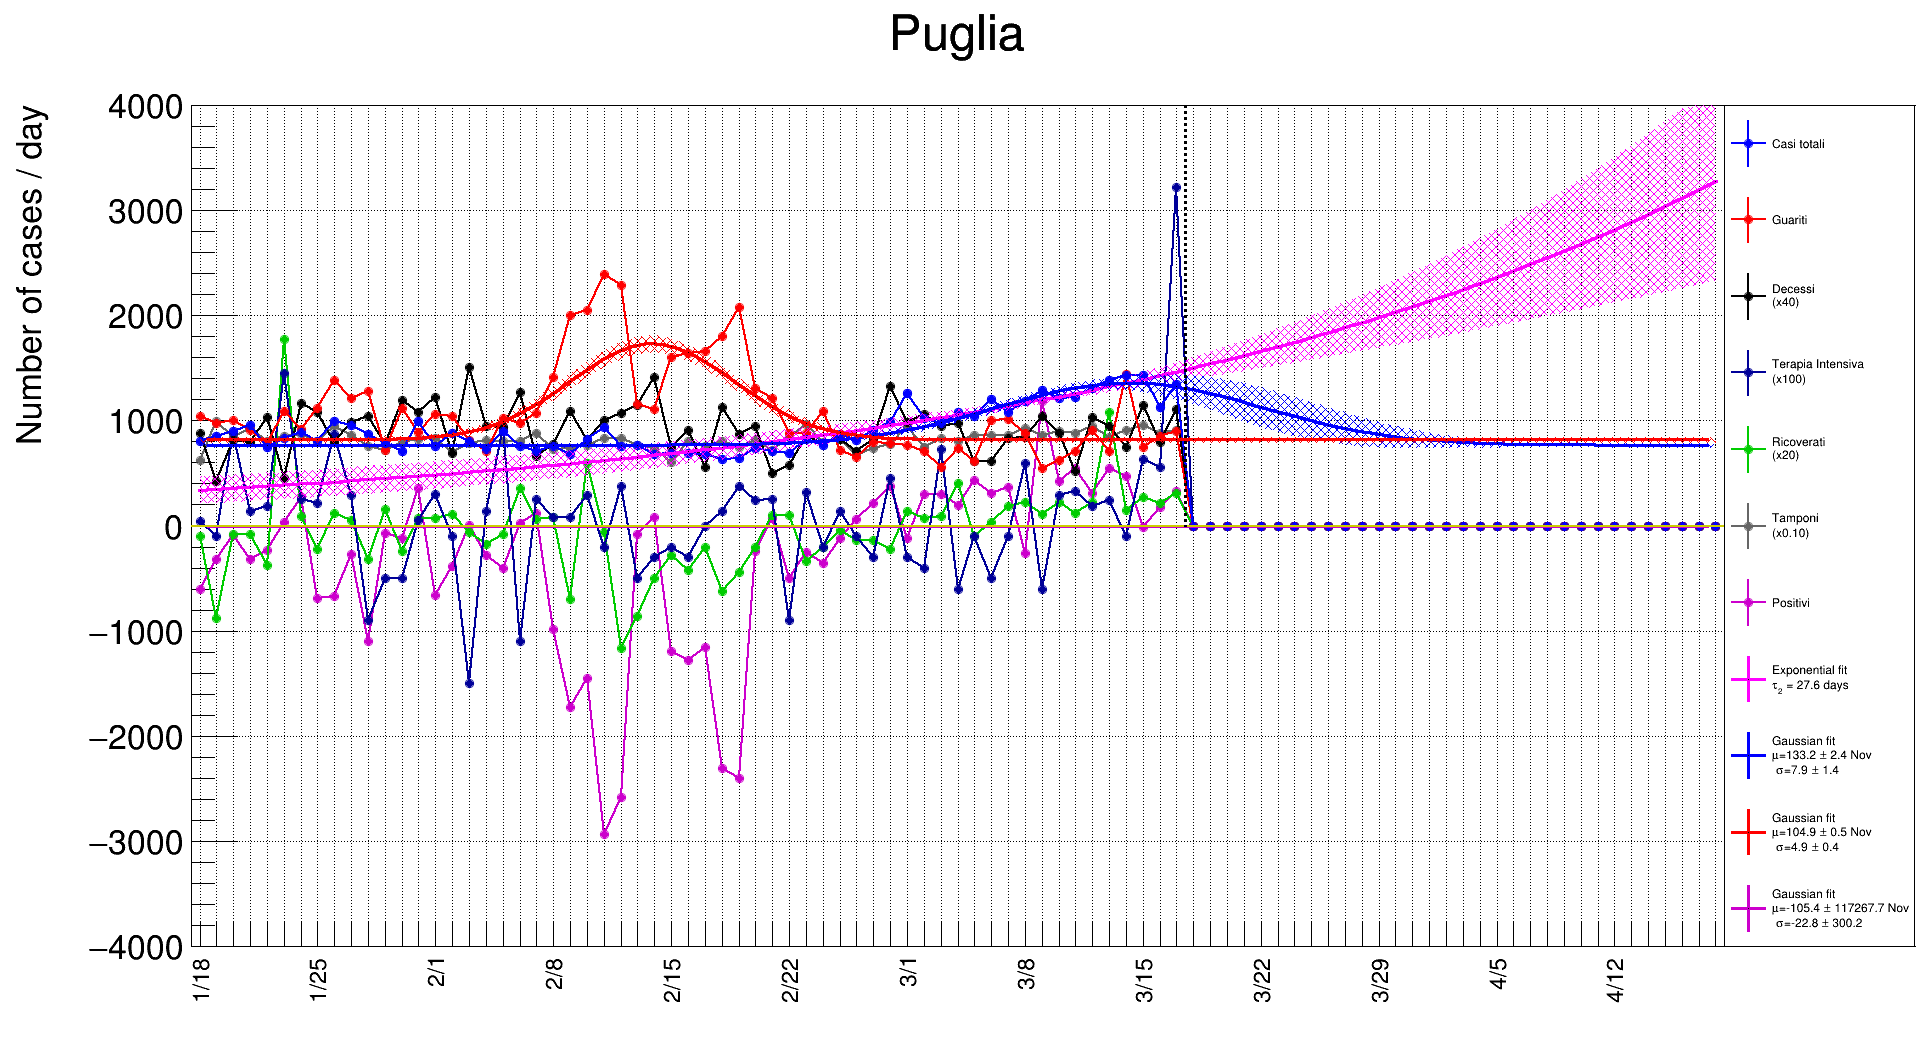 Puglia
Number of cases / day
4000
3000
2000
1000
0
−1000
−2000
−3000
−4000
1/18
1/25
2/1
2/8
2/15
2/22
3/1
3/8
3/15
3/22
3/29
4/5
4/12
Casi totali
Guariti
Decessi
(x40)
Terapia Intensiva
(x100)
Ricoverati
(x20)
Tamponi
(x0.10)
Positivi
Exponential fit
τ2 = 27.6 days
Gaussian fit
μ=133.2 ± 2.4 Nov
σ=7.9 ± 1.4
Gaussian fit
μ=104.9 ± 0.5 Nov
σ=4.9 ± 0.4
Gaussian fit
μ=-105.4 ± 117267.7 Nov
σ=-22.8 ± 300.2